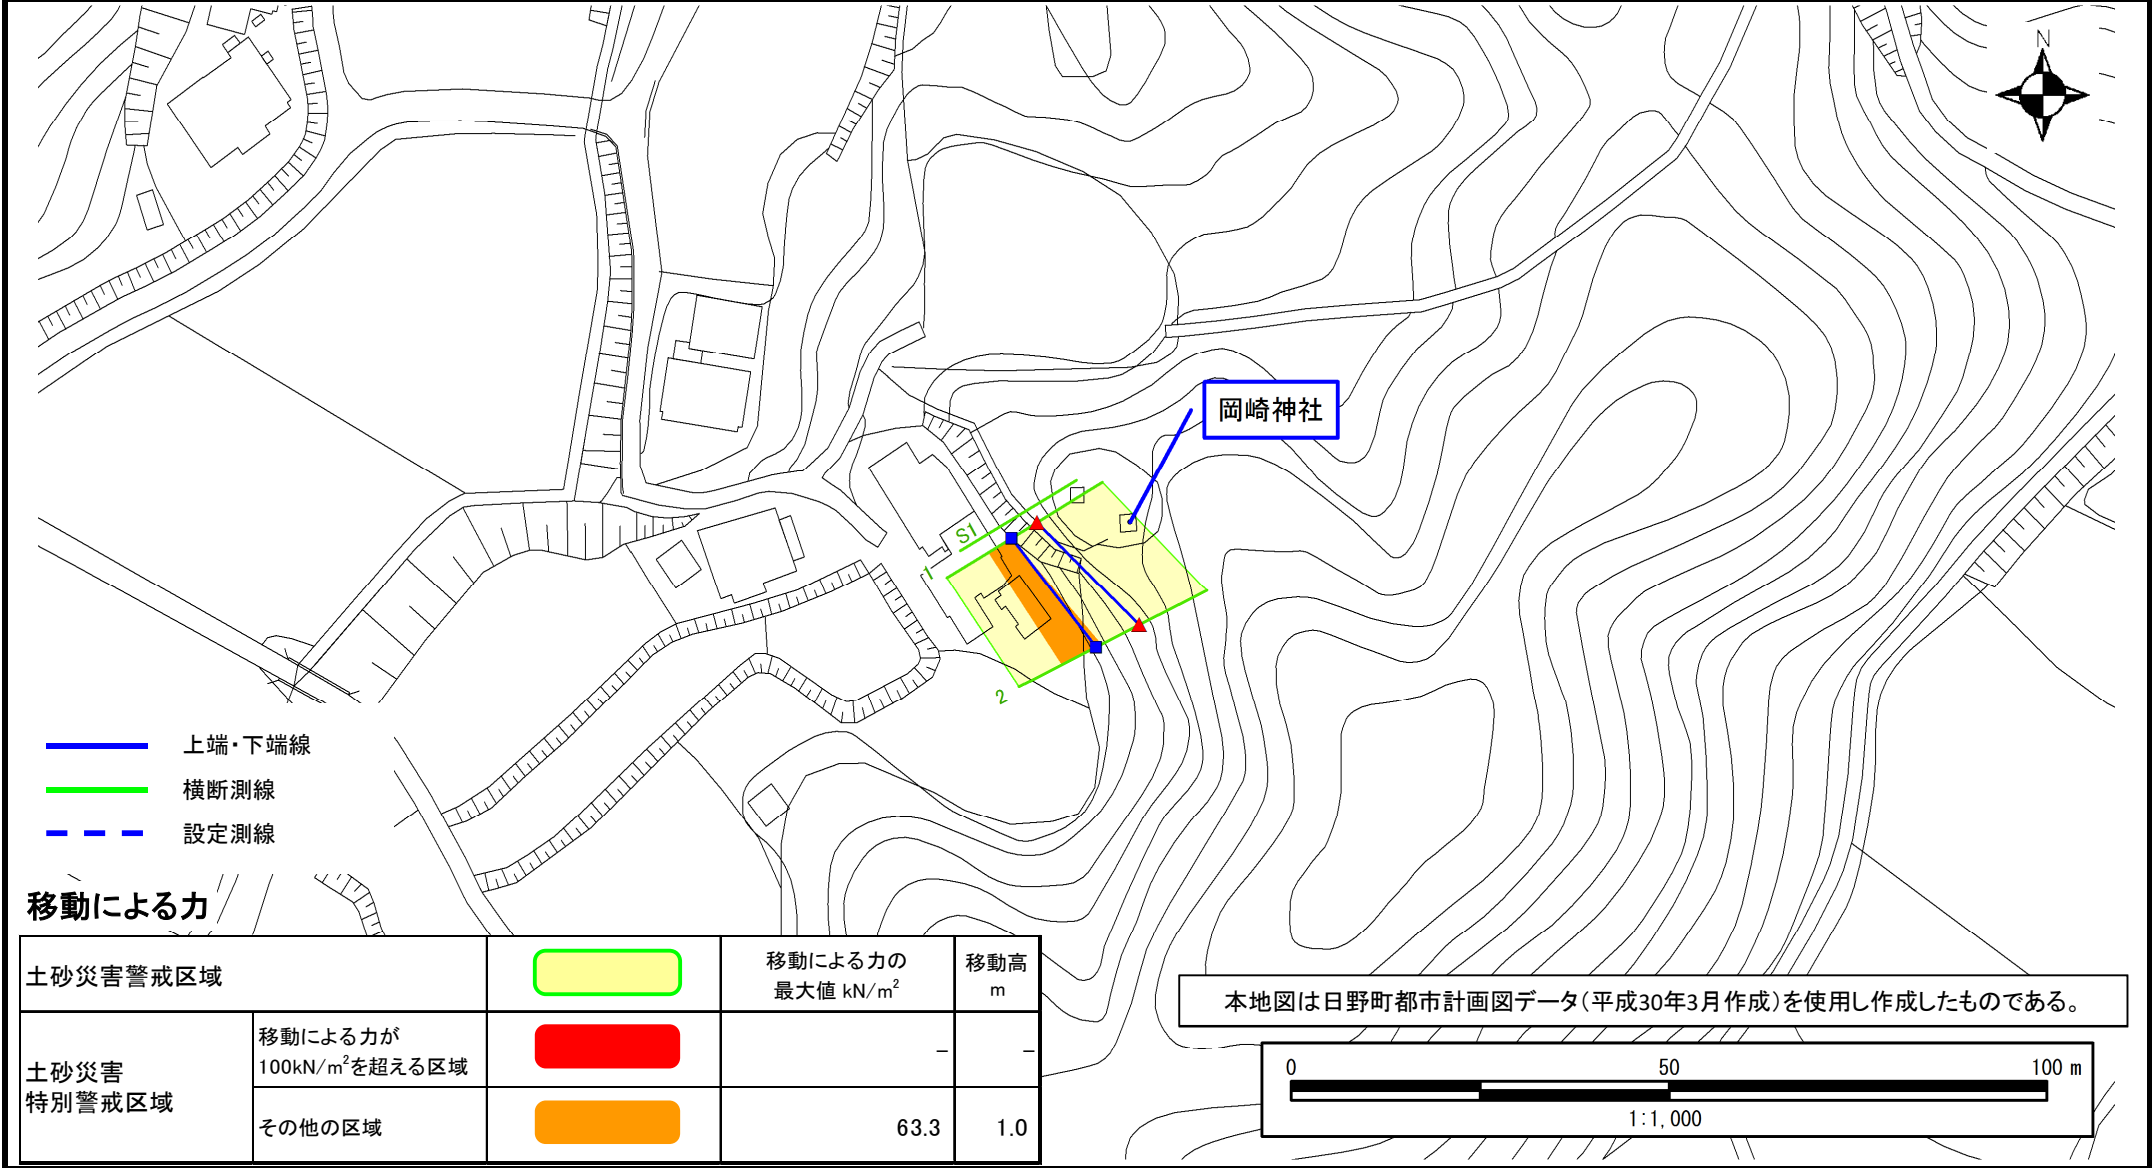 N
岡崎神社
S1
1
2
上端・下端線
横断測線
設定測線
移動による力
土砂災害警戒区域
移動による力の
最大値 kN/m²
移動高
m
土砂災害
特別警戒区域
移動による力が
100kN/m²を超える区域
–
–
その他の区域
63.3
1.0
本地図は日野町都市計画図データ(平成30年3月作成)を使用し作成したものである。
0 50 100 m
1:1,000